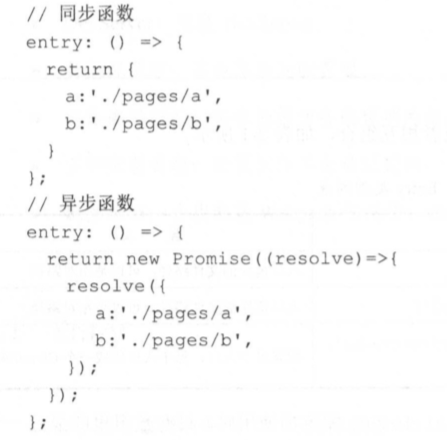 // 同步函数
entry: () => {
  return {
    a:'./pages/a',
    b:'./pages/b',
  }
};
// 异步函数
entry: () => {
  return new Promise((resolve)=>{
    resolve({
      a:'./pages/a',
      b:'./pages/b',
    });
  });
};